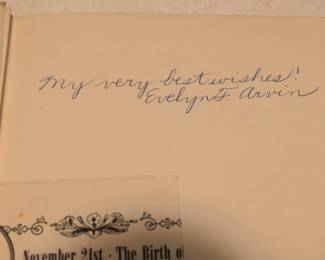 My very best wishes!
Evelyn F. Arvin
November 21st - The Birth o